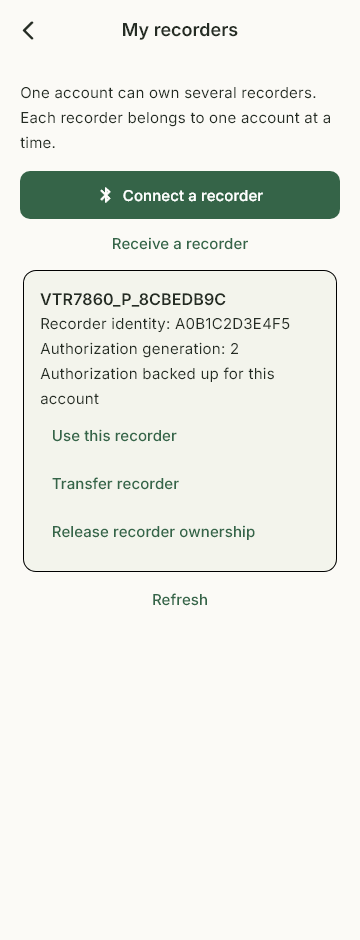 My recorders
One account can own several recorders.
Each recorder belongs to one account at a
time.
Connect a recorder
Receive a recorder
VTR7860_P_8CBEDB9C
Recorder identity: A0B1C2D3E4F5
Authorization generation: 2
Authorization backed up for this
account
Use this recorder
Transfer recorder
Release recorder ownership
Refresh